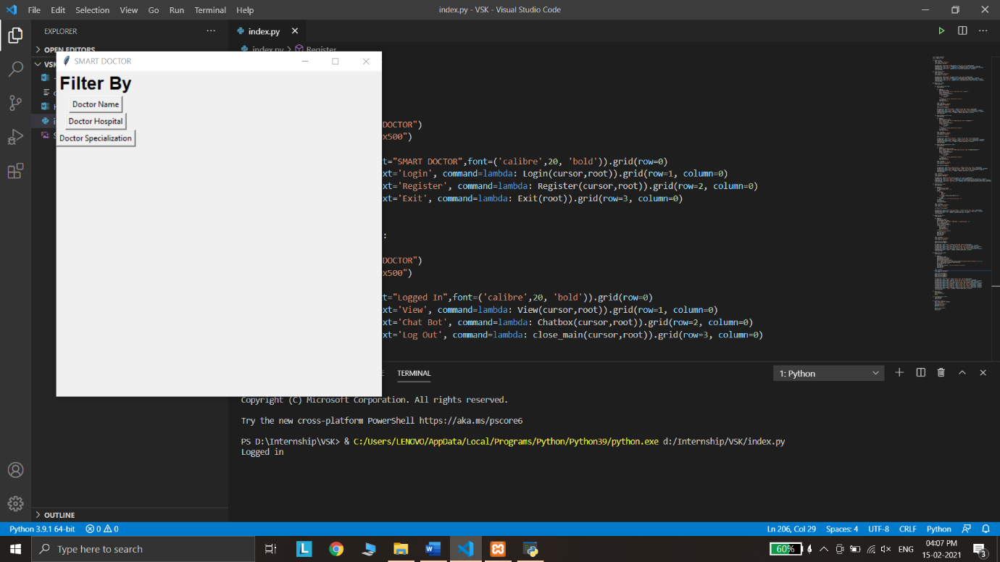 File Edit Selection View Go Run Terminal Help
index.py - VSK - Visual Studio Code
EXPLORER
index.py
OPEN EDITORS
index.py > Register
VSK
SMART DOCTOR
Filter By
Doctor Name
Doctor Hospital
Doctor Specialization
DOCTOR")
x500")
t="SMART DOCTOR",font=('calibre',20, 'bold')).grid(row=0)
xt='Login', command=lambda: Login(cursor,root)).grid(row=1, column=0)
xt='Register', command=lambda: Register(cursor,root)).grid(row=2, column=0)
xt='Exit', command=lambda: Exit(root)).grid(row=3, column=0)
:
DOCTOR")
x500")
t="Logged In",font=('calibre',20, 'bold')).grid(row=0)
xt='View', command=lambda: View(cursor,root)).grid(row=1, column=0)
xt='Chat Bot', command=lambda: Chatbox(cursor,root)).grid(row=2, column=0)
xt='Log Out', command=lambda: close_main(cursor,root)).grid(row=3, column=0)
TERMINAL
1: Python
Copyright (C) Microsoft Corporation. All rights reserved.
Try the new cross-platform PowerShell https://aka.ms/pscore6
PS D:\Internship\VSK> & C:/Users/LENOVO/AppData/Local/Programs/Python/Python39/python.exe d:/Internship/VSK/index.py
Logged in
OUTLINE
Python 3.9.1 64-bit 0 0
Ln 206, Col 29 Spaces: 4 UTF-8 CRLF Python
Type here to search
L
60%
ENG
04:07 PM
15-02-2021
3